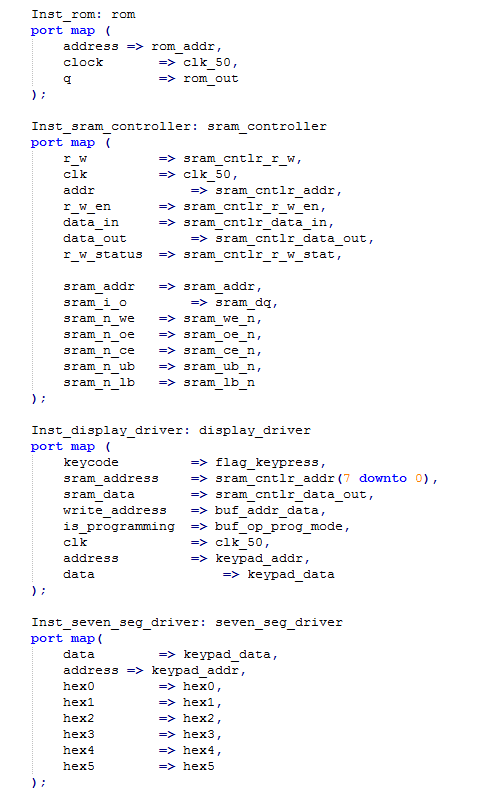 Inst_rom: rom
port map (
    address => rom_addr,
    clock       => clk_50,
    q           => rom_out
);

Inst_sram_controller: sram_controller
port map (
    r_w         => sram_cntlr_r_w,
    clk         => clk_50,
    addr            => sram_cntlr_addr,
    r_w_en      => sram_cntlr_r_w_en,
    data_in     => sram_cntlr_data_in,
    data_out        => sram_cntlr_data_out,
    r_w_status  => sram_cntlr_r_w_stat,

    sram_addr   => sram_addr,
    sram_i_o        => sram_dq,
    sram_n_we   => sram_we_n,
    sram_n_oe   => sram_oe_n,
    sram_n_ce   => sram_ce_n,
    sram_n_ub   => sram_ub_n,
    sram_n_lb   => sram_lb_n
);

Inst_display_driver: display_driver
port map (
    keycode         => flag_keypress,
    sram_address    => sram_cntlr_addr(7 downto 0),
    sram_data       => sram_cntlr_data_out,
    write_address   => buf_addr_data,
    is_programming  => buf_op_prog_mode,
    clk             => clk_50,
    address         => keypad_addr,
    data                => keypad_data
);

Inst_seven_seg_driver: seven_seg_driver
port map(
    data        => keypad_data,
    address => keypad_addr,
    hex0        => hex0,
    hex1        => hex1,
    hex2        => hex2,
    hex3        => hex3,
    hex4        => hex4,
    hex5        => hex5
);